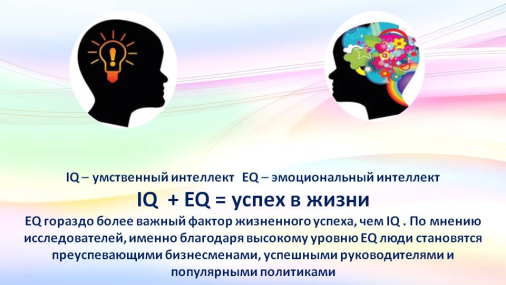 IQ – умственный интеллект EQ – эмоциональный интеллект
IQ + EQ = успех в жизни
EQ гораздо более важный фактор жизненного успеха, чем IQ . По мнению
исследователей, именно благодаря высокому уровню EQ люди становятся
преуспевающими бизнесменами, успешными руководителями и
популярными политиками